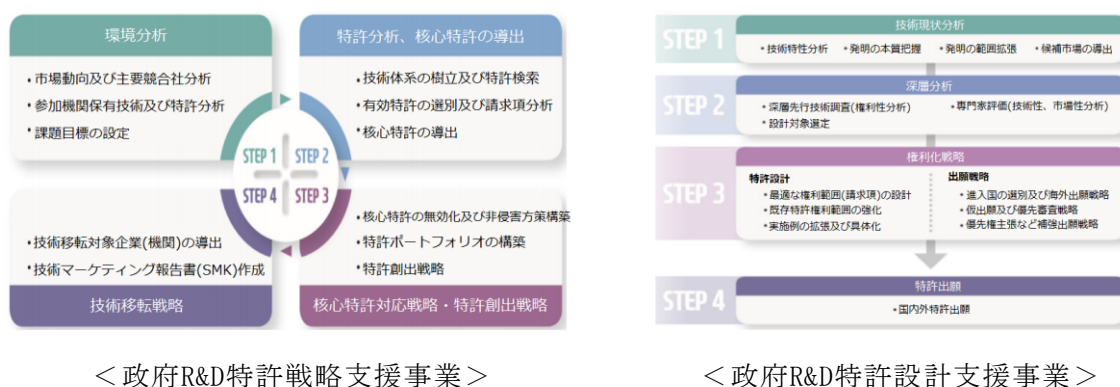 環境分析
・市場動向及び主要競合社分析
・参加機関保有技術及び特許分析
・課題目標の設定
特許分析、核心特許の導出
・技術体系の樹立及び特許検索
・有効特許の選別及び請求項分析
・核心特許の導出
STEP 1
STEP 2
STEP 4
STEP 3
・技術移転対象企業(機関)の導出
・技術マーケティング報告書(SMK)作成
技術移転戦略
・核心特許の無効化及び非侵害方策構築
・特許ポートフォリオの構築
・特許創出戦略
核心特許対応戦略・特許創出戦略
<政府R&D特許戦略支援事業>
STEP 1
技術現状分析
・技術特性分析 ・発明の本質把握 ・発明の範囲拡張 ・候補市場の導出
STEP 2
深層分析
・深層先行技術調査(権利性分析) ・専門家評価(技術性、市場性分析)
・設計対象選定
STEP 3
権利化戦略
特許設計
・最適な権利範囲(請求項)の設計
・既存特許権利範囲の強化
・実施例の拡張及び具体化
出願戦略
・進入国の選別及び海外出願戦略
・仮出願及び優先審査戦略
・優先権主張など補強出願戦略
STEP 4
特許出願
・国内外特許出願
<政府R&D特許設計支援事業>